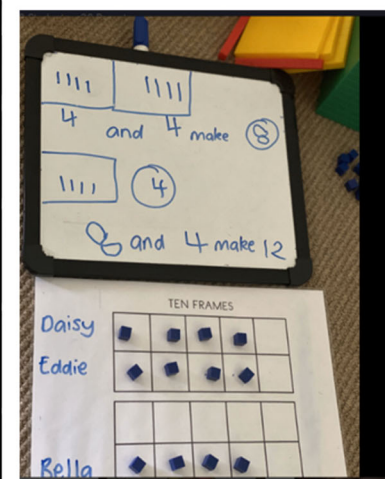 4 and 4 make 8
4
8 and 4 make 12
TEN FRAMES
Daisy
Eddie
Bella